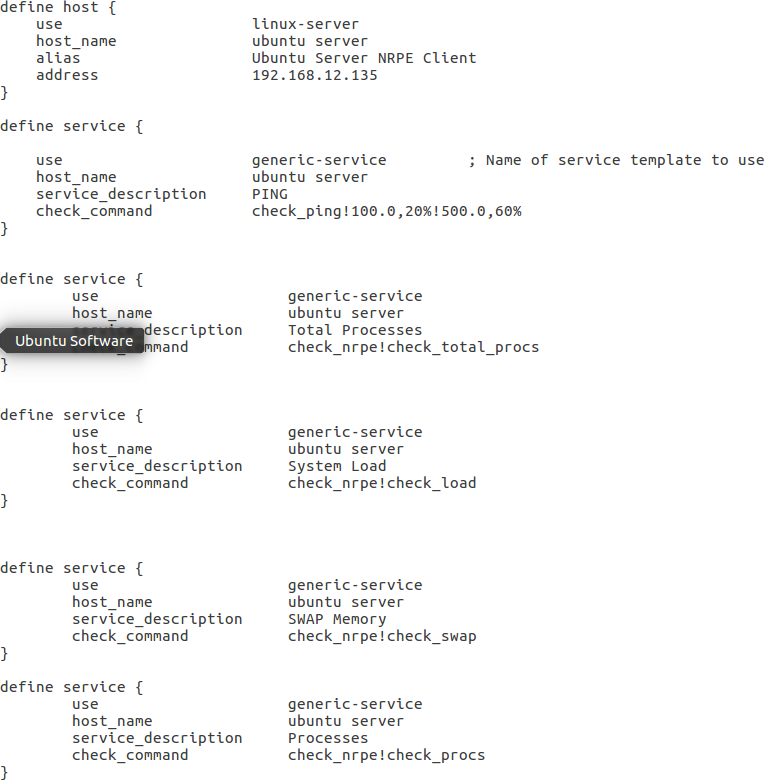 define host {
    use                     linux-server
    host_name               ubuntu server
    alias                   Ubuntu Server NRPE Client
    address                 192.168.12.135
}
define service {
    use                     generic-service         ; Name of service template to use
    host_name               ubuntu server
    service_description     PING
    check_command           check_ping!100.0,20%!500.0,60%
}
define service {
        use                     generic-service
        host_name               ubuntu server
        service_description     Total Processes
Ubuntu Software
        check_command           check_nrpe!check_total_procs
}
define service {
        use                     generic-service
        host_name               ubuntu server
        service_description     System Load
        check_command           check_nrpe!check_load
}
define service {
        use                     generic-service
        host_name               ubuntu server
        service_description     SWAP Memory
        check_command           check_nrpe!check_swap
}
define service {
        use                     generic-service
        host_name               ubuntu server
        service_description     Processes
        check_command           check_nrpe!check_procs
}